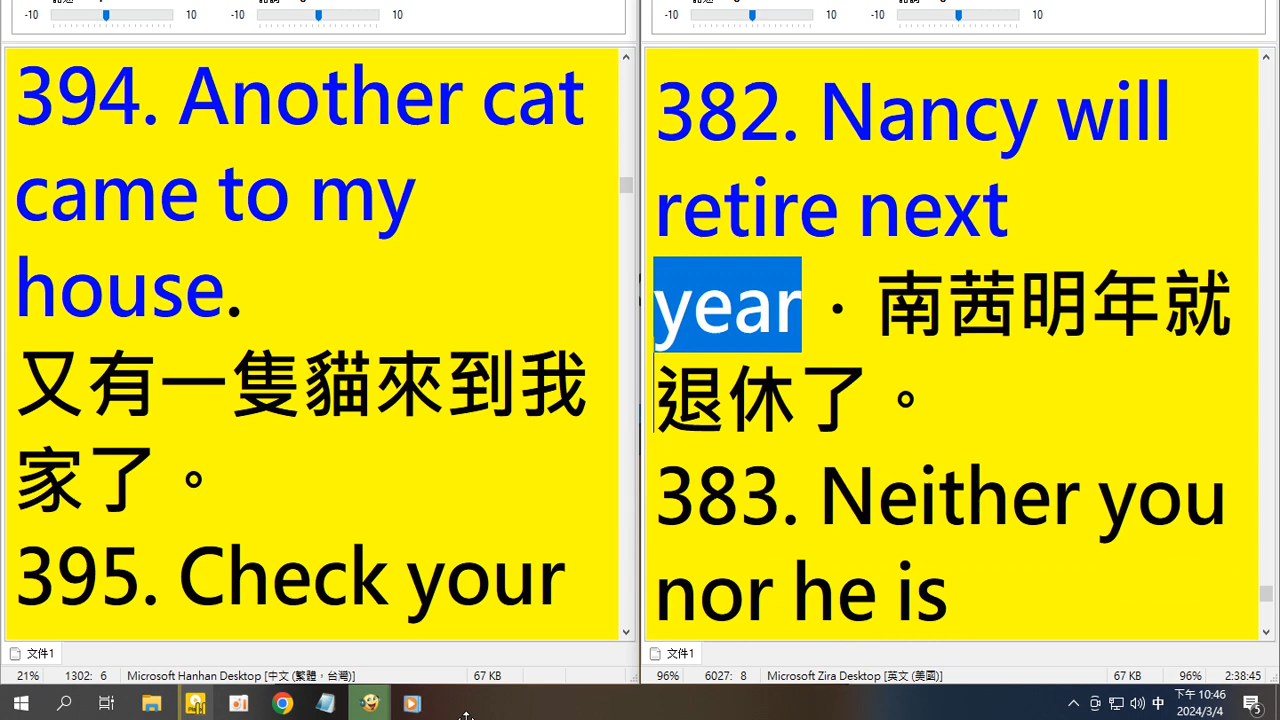 -10 10 -10 10
394. Another cat
came to my
house.
又有一隻貓來到我
家了。
395. Check your
文件1
21% 1302: 6 Microsoft Hanhan Desktop [中文 (繁體，台灣)] 67 KB
-10 10 -10 10
382. Nancy will
retire next
year．南茜明年就
退休了。
383. Neither you
nor he is
文件1
96% 6027: 8 Microsoft Zira Desktop [英文 (美國)] 67 KB 96% 2:38:45
中 下午 10:46
2024/3/4
5